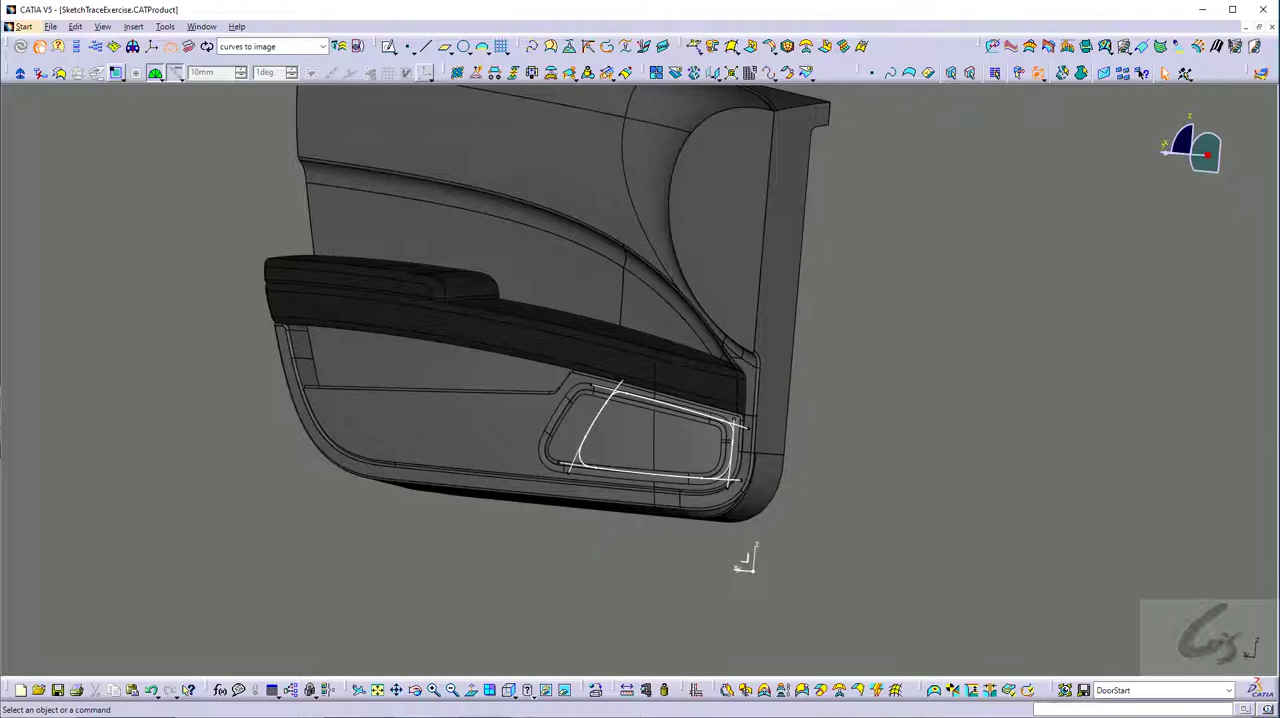 CATIA V5 - [SketchTraceExercise.CATProduct]
Start File Edit View Insert Tools Window Help
curves to image
10mm 1deg
z
z
z
DoorStart
Select an object or a command